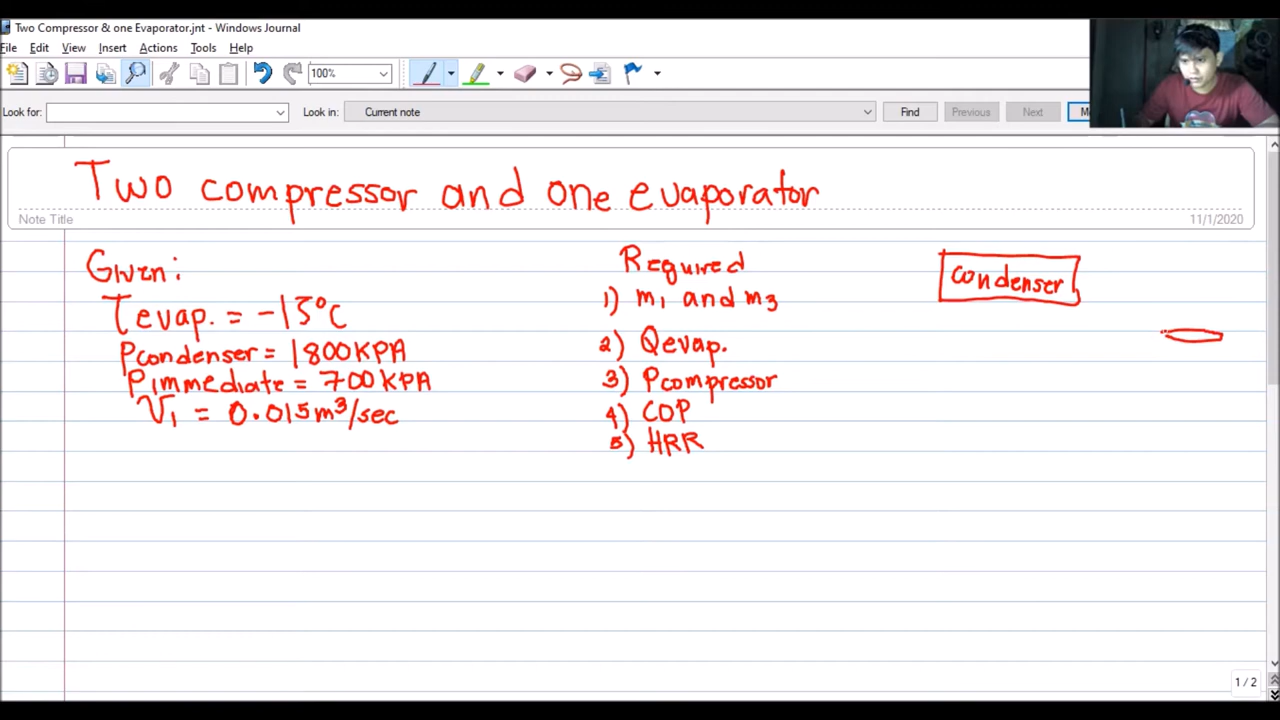 Two Compressor & one Evaporator.jnt - Windows Journal
File Edit View Insert Actions Tools Help
100%
Look for: Look in: Current note Find Previous Next
Two compressor and one evaporator
Note Title 11/1/2020
Given:
Tevap. = -15°C
Pcondenser = 1800KPA
Pimmediate = 700KPA
V1 = 0.015m³/sec
Required
1) m1 and m3
2) Qevap.
3) Pcompressor
4) COP
5) HRR
condenser
1 / 2